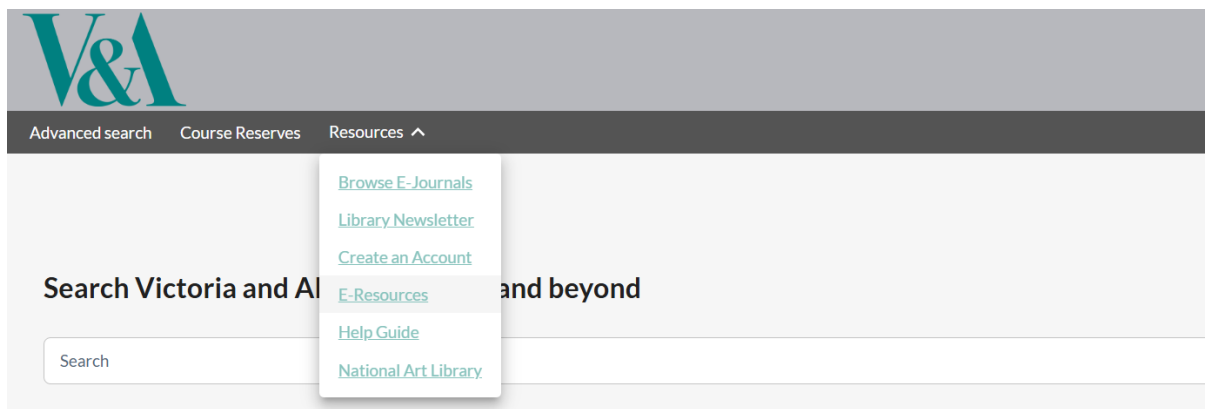 V&A
Advanced search Course Reserves Resources
Browse E-Journals
Library Newsletter
Create an Account
Search Victoria and Al and beyond
E-Resources
Help Guide
Search
National Art Library